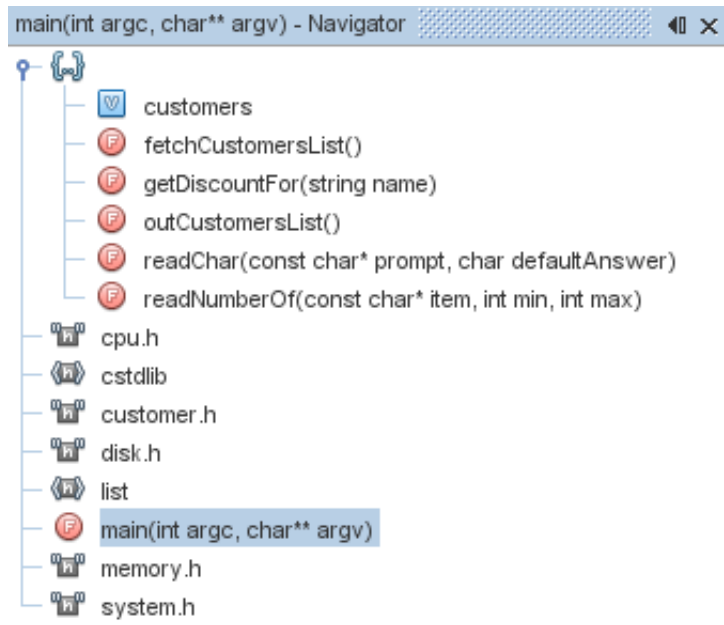 main(int argc, char** argv) - Navigator
customers
fetchCustomersList()
getDiscountFor(string name)
outCustomersList()
readChar(const char* prompt, char defaultAnswer)
readNumberOf(const char* item, int min, int max)
cpu.h
cstdlib
customer.h
disk.h
list
main(int argc, char** argv)
memory.h
system.h